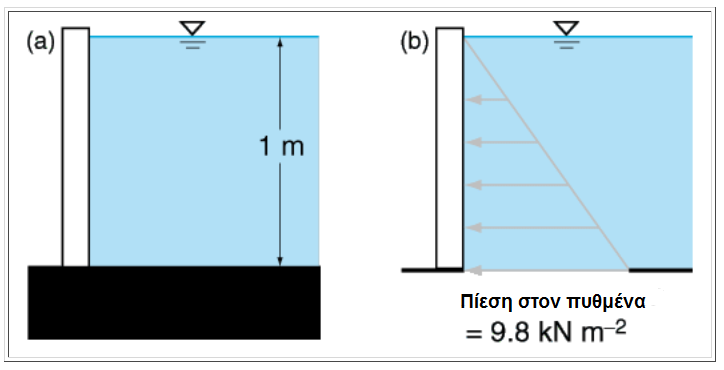 (a)
1 m
(b)
Πίεση στον πυθμένα
= 9.8 kN m⁻²